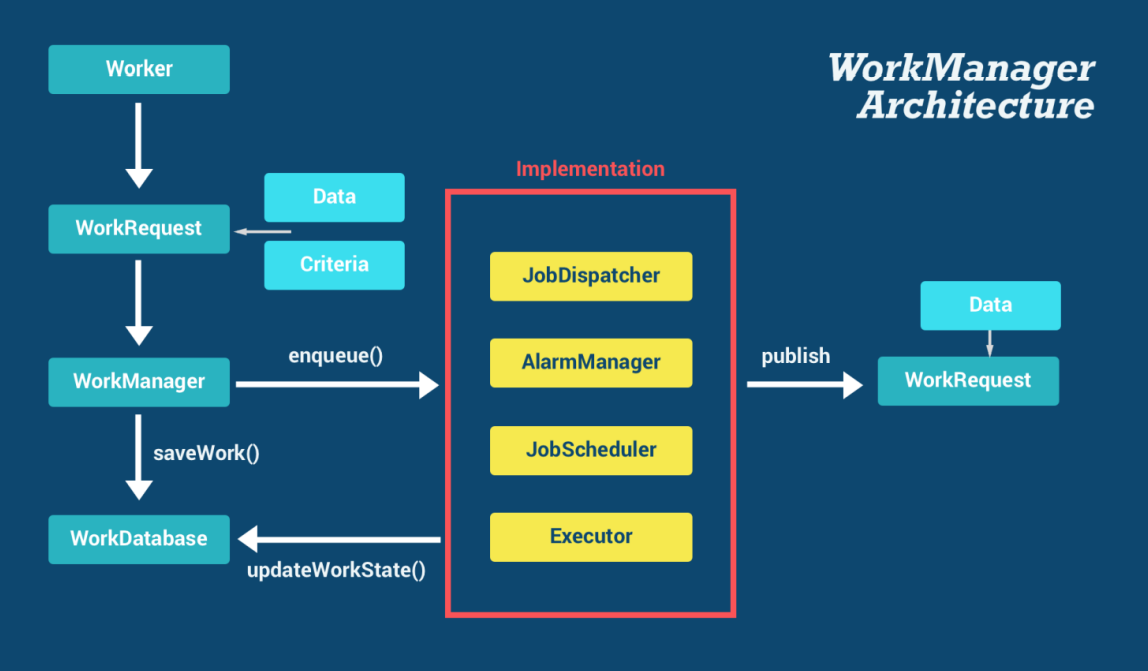 WorkManager
Architecture
Worker
Implementation
Data
WorkRequest
Criteria
JobDispatcher
Data
enqueue()
AlarmManager
publish
WorkManager
WorkRequest
saveWork()
JobScheduler
WorkDatabase
Executor
updateWorkState()